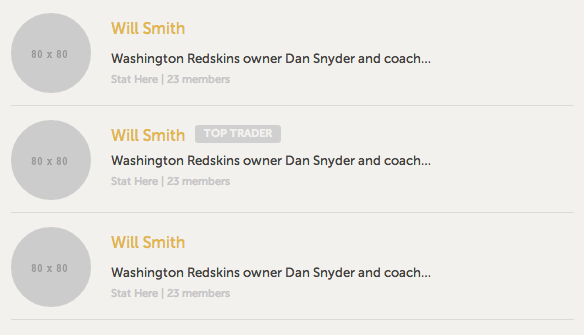 80 x 80
Will Smith
Washington Redskins owner Dan Snyder and coach...
Stat Here | 23 members
80 x 80
Will Smith TOP TRADER
Washington Redskins owner Dan Snyder and coach...
Stat Here | 23 members
80 x 80
Will Smith
Washington Redskins owner Dan Snyder and coach...
Stat Here | 23 members